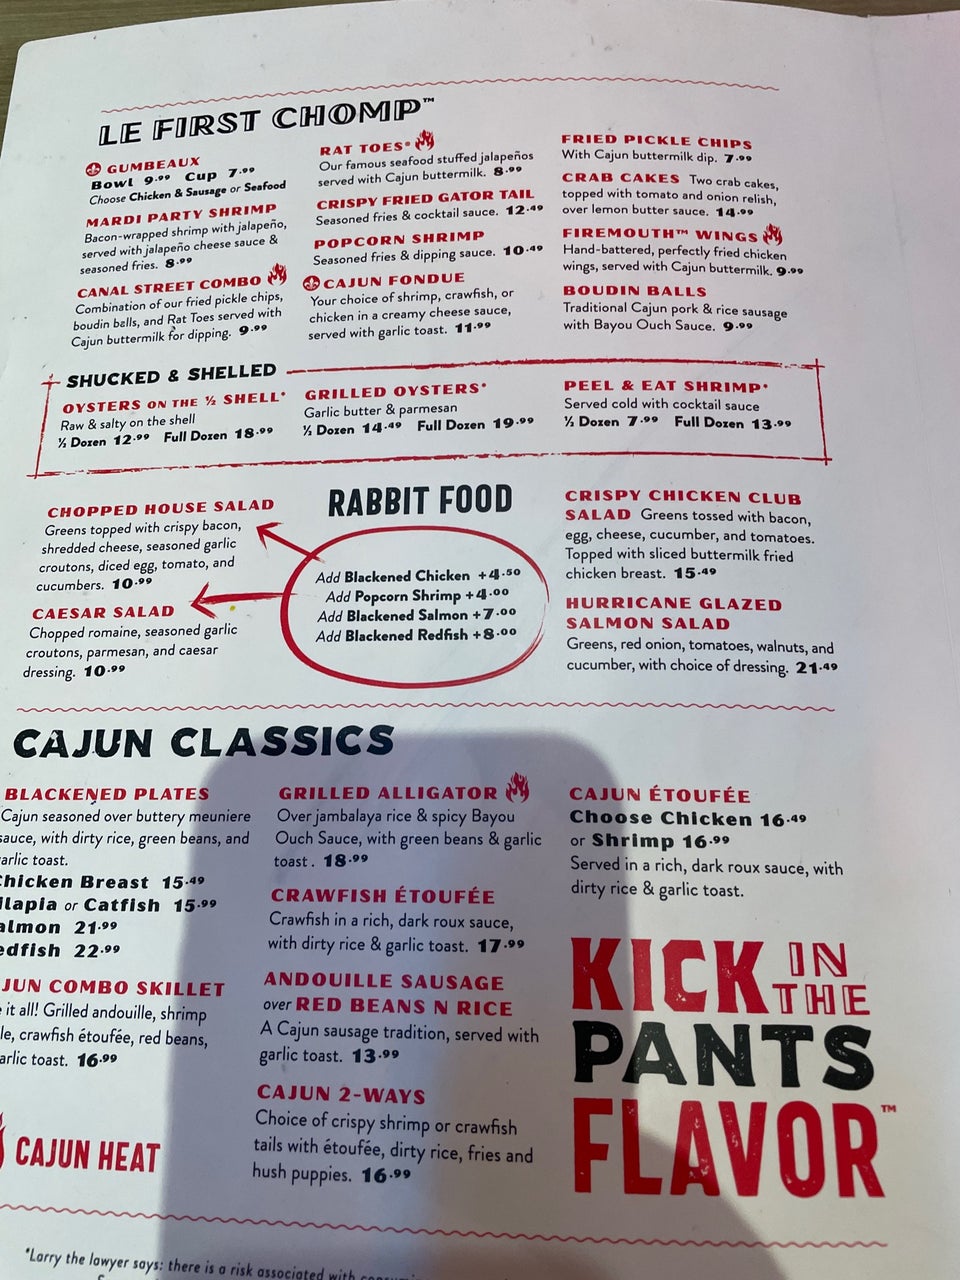 LE FIRST CHOMP™
GUMBEAUX
Bowl 9.99 Cup 7.99
Choose Chicken & Sausage or Seafood
MARDI PARTY SHRIMP
Bacon-wrapped shrimp with jalapeño,
served with jalapeño cheese sauce &
seasoned fries. 8.99
CANAL STREET COMBO
Combination of our fried pickle chips,
boudin balls, and Rat Toes served with
Cajun buttermilk for dipping. 9.99
RAT TOES*
Our famous seafood stuffed jalapeños
served with Cajun buttermilk. 8.99
CRISPY FRIED GATOR TAIL
Seasoned fries & cocktail sauce. 12.49
POPCORN SHRIMP
Seasoned fries & dipping sauce. 10.49
CAJUN FONDUE
Your choice of shrimp, crawfish, or
chicken in a creamy cheese sauce,
served with garlic toast. 11.99
FRIED PICKLE CHIPS
With Cajun buttermilk dip. 7.99
CRAB CAKES Two crab cakes,
topped with tomato and onion relish,
over lemon butter sauce. 14.99
FIREMOUTH™ WINGS
Hand-battered, perfectly fried chicken
wings, served with Cajun buttermilk. 9.99
BOUDIN BALLS
Traditional Cajun pork & rice sausage
with Bayou Ouch Sauce. 9.99
SHUCKED & SHELLED
OYSTERS ON THE ½ SHELL*
Raw & salty on the shell
½ Dozen 12.99 Full Dozen 18.99
GRILLED OYSTERS*
Garlic butter & parmesan
½ Dozen 14.49 Full Dozen 19.99
PEEL & EAT SHRIMP*
Served cold with cocktail sauce
½ Dozen 7.99 Full Dozen 13.99
RABBIT FOOD
CHOPPED HOUSE SALAD
Greens topped with crispy bacon,
shredded cheese, seasoned garlic
croutons, diced egg, tomato, and
cucumbers. 10.99
CAESAR SALAD
Chopped romaine, seasoned garlic
croutons, parmesan, and caesar
dressing. 10.99
Add Blackened Chicken +4.50
Add Popcorn Shrimp +4.00
Add Blackened Salmon +7.00
Add Blackened Redfish +8.00
CRISPY CHICKEN CLUB
SALAD Greens tossed with bacon,
egg, cheese, cucumber, and tomatoes.
Topped with sliced buttermilk fried
chicken breast. 15.49
HURRICANE GLAZED
SALMON SALAD
Greens, red onion, tomatoes, walnuts, and
cucumber, with choice of dressing. 21.49
CAJUN CLASSICS
BLACKENED PLATES
Cajun seasoned over buttery meuniere
sauce, with dirty rice, green beans, and
arlic toast.
hicken Breast 15.49
lapia or Catfish 15.99
almon 21.99
edfish 22.99
JUN COMBO SKILLET
it all! Grilled andouille, shrimp
le, crawfish étoufée, red beans,
arlic toast. 16.99
CAJUN HEAT
GRILLED ALLIGATOR
Over jambalaya rice & spicy Bayou
Ouch Sauce, with green beans & garlic
toast. 18.99
CRAWFISH ÉTOUFÉE
Crawfish in a rich, dark roux sauce,
with dirty rice & garlic toast. 17.99
ANDOUILLE SAUSAGE
over RED BEANS N RICE
A Cajun sausage tradition, served with
garlic toast. 13.99
CAJUN 2-WAYS
Choice of crispy shrimp or crawfish
tails with étoufée, dirty rice, fries and
hush puppies. 16.99
CAJUN ÉTOUFÉE
Choose Chicken 16.49
or Shrimp 16.99
Served in a rich, dark roux sauce, with
dirty rice & garlic toast.
KICK IN
THE
PANTS
FLAVOR™
*Larry the lawyer says: there is a risk associated with